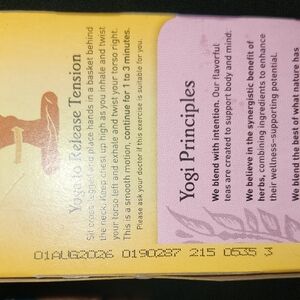 Yoga to Release Tension
Sit cross-legged and place hands in a basket behind
the neck. Keep chest up high as you inhale and twist
your torso left and exhale and twist your torso right.
This is a smooth motion, continue for 1 to 3 minutes.
Please ask your doctor if this exercise is suitable for you.
Yogi Principles
We blend with intention. Our flavorful
teas are created to support body and mind.
We believe in the synergistic benefit of
herbs, combining ingredients to enhance
their wellness-supporting potential.
We blend the best of what nature has
01AUG2026 0190287 215 0535 3